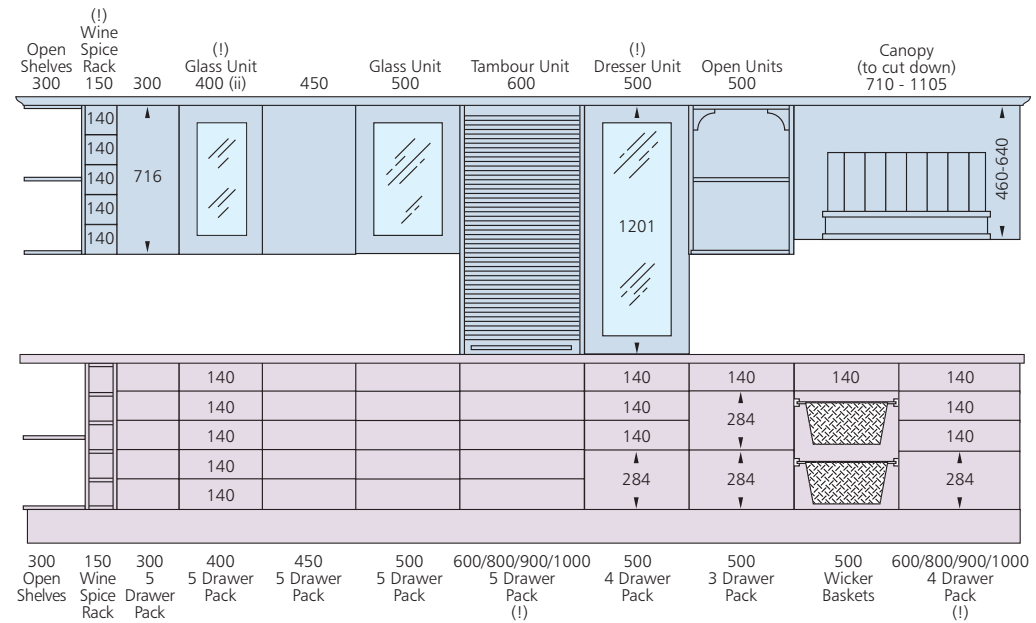 Open
Shelves
300
(!)
Wine
Spice
Rack
150
300
(!)
Glass Unit
400 (ii)
450
Glass Unit
500
Tambour Unit
600
(!)
Dresser Unit
500
Open Units
500
Canopy
(to cut down)
710 - 1105
140
140
140
140
140
716
1201
460-640
140
140
140
140
140
140
140
140
284
140
284
284
140
140
140
140
284
300
Open
Shelves
150
Wine
Spice
Rack
300
5
Drawer
Pack
400
5 Drawer
Pack
450
5 Drawer
Pack
500
5 Drawer
Pack
600/800/900/1000
5 Drawer
Pack
(!)
500
4 Drawer
Pack
500
3 Drawer
Pack
500
Wicker
Baskets
600/800/900/1000
4 Drawer
Pack
(!)